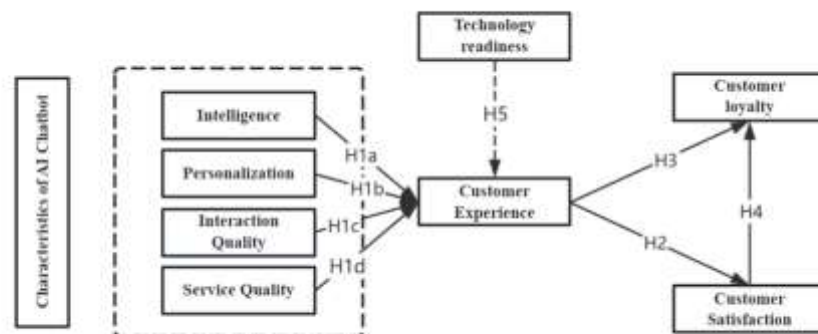 Technology
readiness
Characteristics of AI Chatbot
Intelligence
Personalization
Interaction
Quality
Service Quality
H1a
H1b
H1c
H1d
H5
Customer
Experience
H3
H2
H4
Customer
loyalty
Customer
Satisfaction